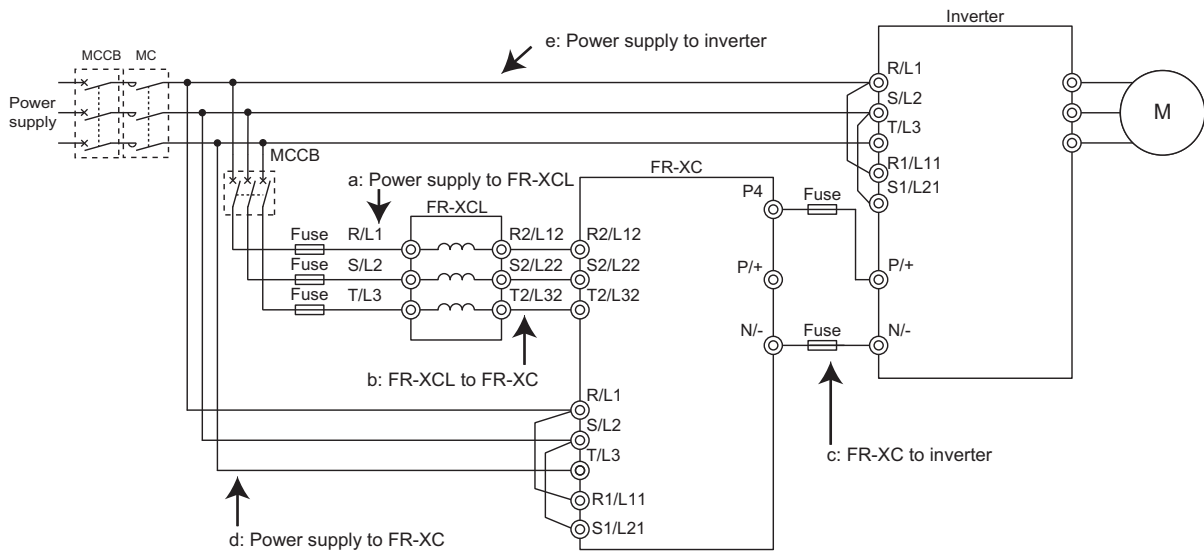 Inverter
e: Power supply to inverter
MCCB
MC
R/L1
Power
supply
S/L2
T/L3
M
MCCB
R1/L11
a: Power supply to FR-XCL
FR-XC
S1/L21
P4
Fuse
FR-XCL
Fuse
R/L1
R2/L12
R2/L12
Fuse
S/L2
S2/L22
S2/L22
P/+
P/+
Fuse
T/L3
T2/L32
T2/L32
N/-
Fuse
N/-
b: FR-XCL to FR-XC
R/L1
S/L2
T/L3
c: FR-XC to inverter
R1/L11
S1/L21
d: Power supply to FR-XC